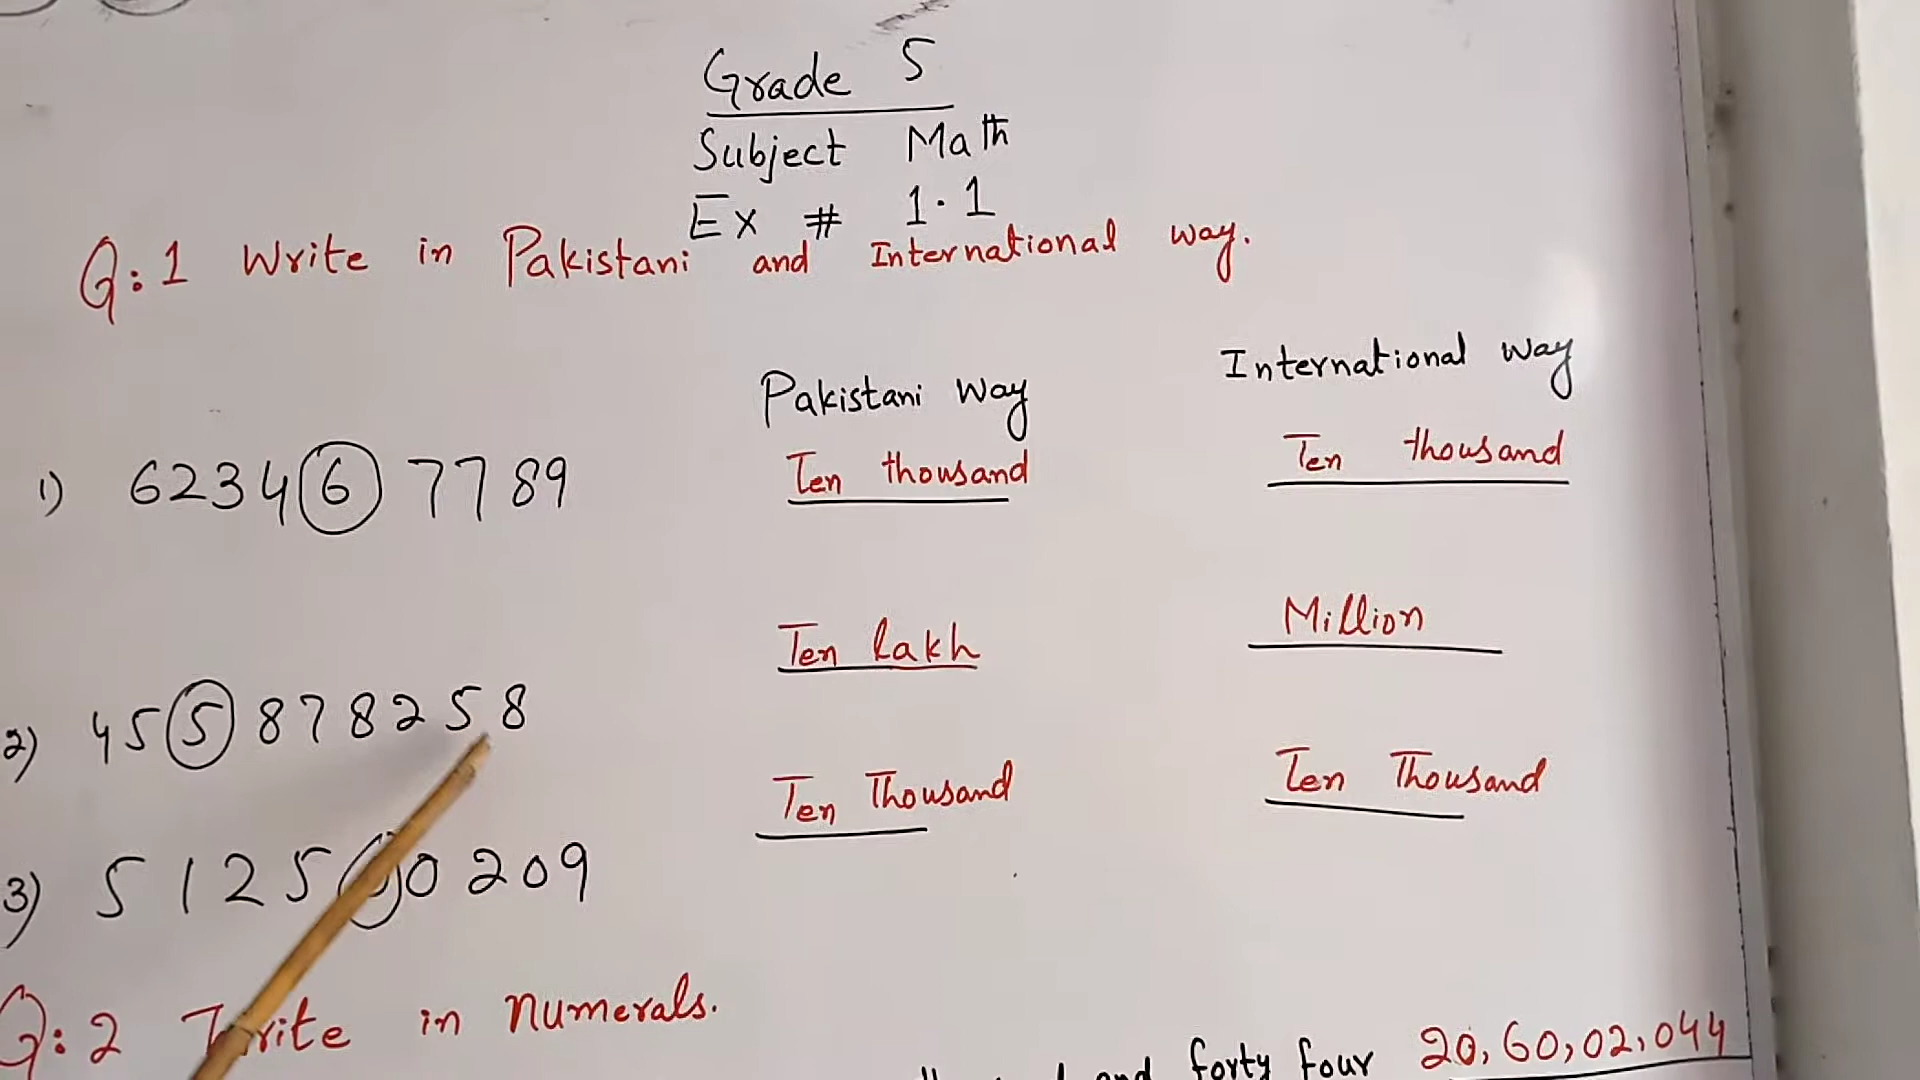 Grade 5
Subject Math
Ex # 1.1
Q:1 Write in Pakistani and International way.
Pakistani Way International way
1) 623467789 Ten thousand Ten thousand
Ten lakh Million
2) 455878258
Ten Thousand Ten Thousand
3) 5125 0209
Q:2 in numerals.
and forty four 20,60,02,044